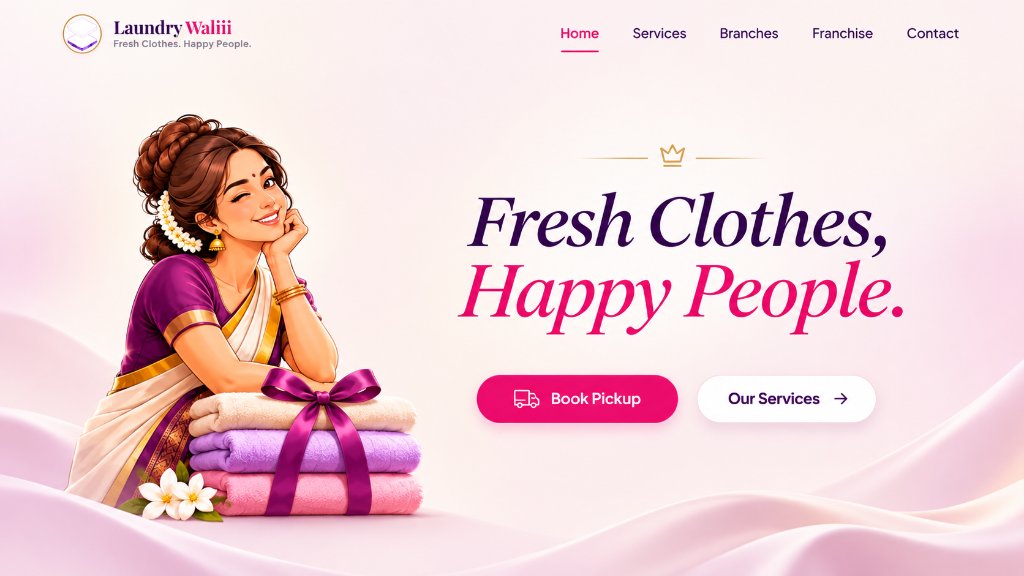 Laundry Waliii
Fresh Clothes. Happy People.
Home Services Branches Franchise Contact
Fresh Clothes,
Happy People.
Book Pickup Our Services →